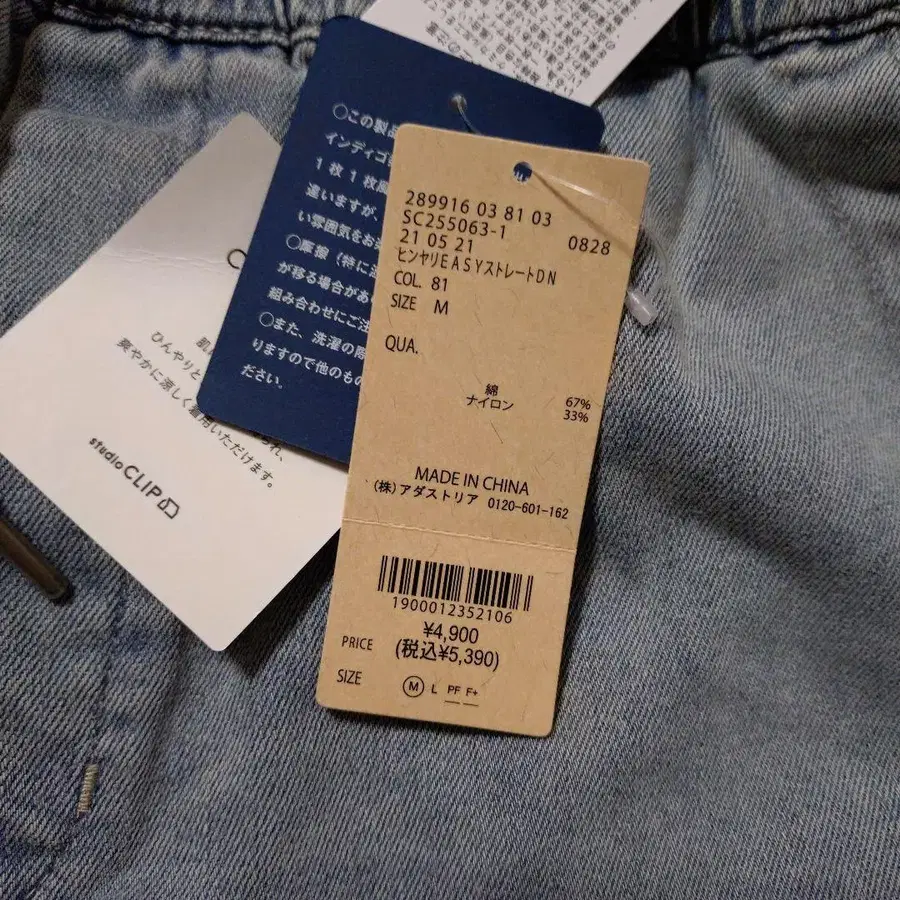 ○この製品
インディゴ
1枚1枚風
違いますが、
い雰囲気をお楽
○摩擦(特に湿
が移る場合があ
組み合わせにご注
○また、洗濯の際
りますので他のもの
ださい。
ひんやりと
られ、
爽やかに涼しく着用いただけます。
studio CLIP
289916 03 81 03
SC255063-1 0828
21 05 21
ヒンヤリEASYストレートDN
COL. 81
SIZE M
QUA.
綿 67%
ナイロン 33%
MADE IN CHINA
(株)アダストリア 0120-601-162
1900012352106
PRICE ¥4,900
(税込¥5,390)
SIZE M L PF F+